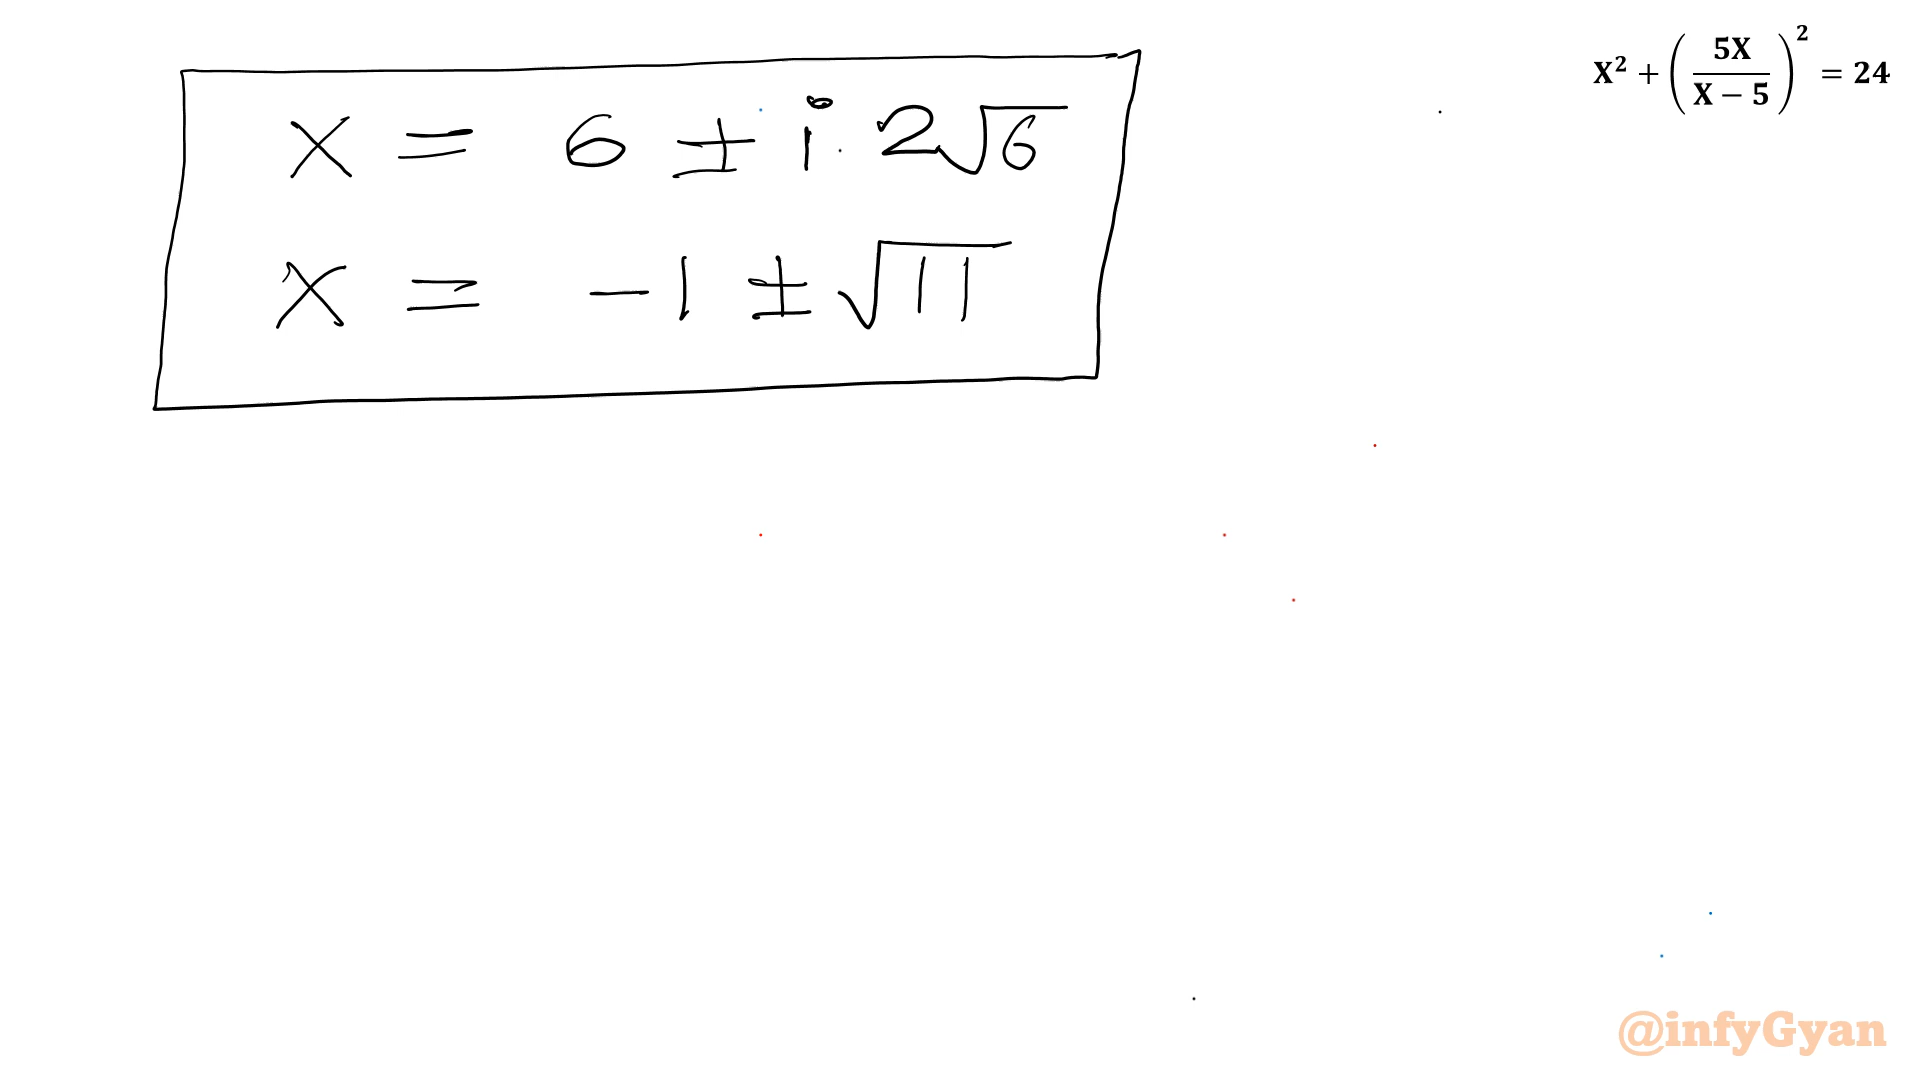 x = 6 ± i 2√6
x = -1 ± √11
X² + (5X / (X − 5))² = 24
@infyGyan